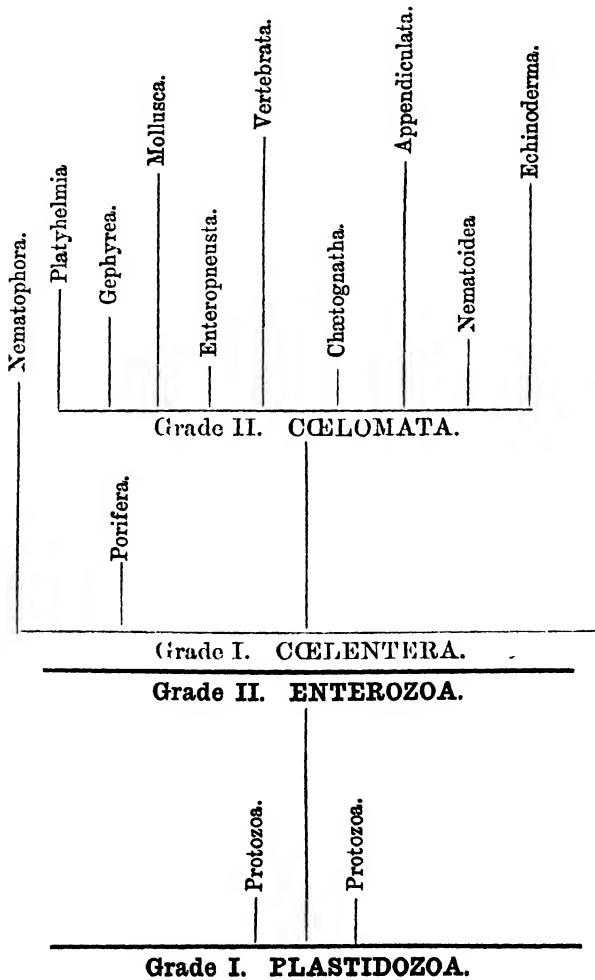 Nematophora.
Platyhelmia
Gephyrea.
Mollusca.
Enteropneusta.
Vertebrata.
Chætognatha.
Appendiculata.
Nematoidea
Echinoderma.
Grade II. CŒLOMATA.
Porifera.
Grade I. CŒLENTERA.
Grade II. ENTEROZOA.
Protozoa.
Protozoa.
Grade I. PLASTIDOZOA.